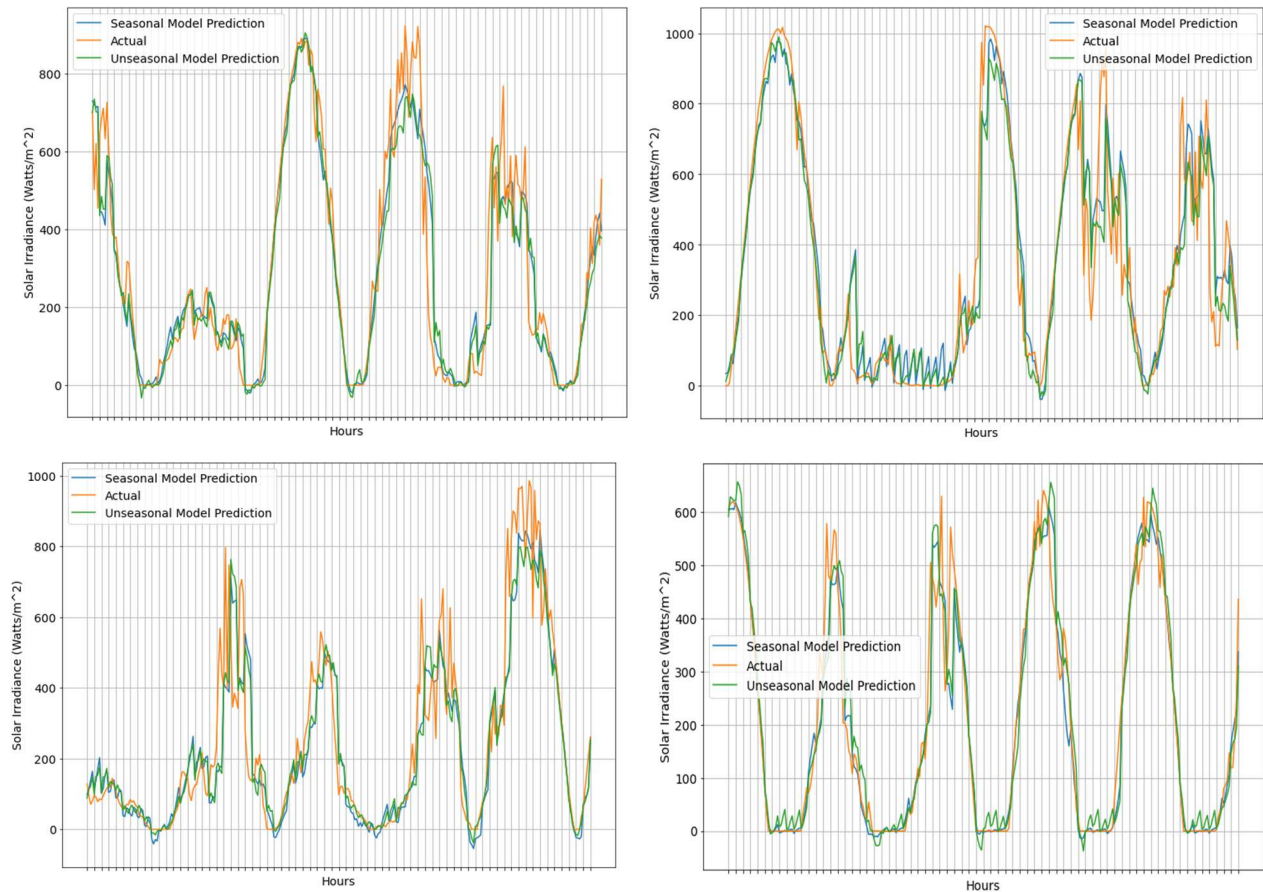 Seasonal Model Prediction
Actual
Unseasonal Model Prediction
800
600
400
200
0
Solar Irradiance (Watts/m^2)
Hours
Seasonal Model Prediction
Actual
Unseasonal Model Prediction
1000
800
600
400
200
0
Solar Irradiance (Watts/m^2)
Hours
Seasonal Model Prediction
Actual
Unseasonal Model Prediction
1000
800
600
400
200
0
Solar Irradiance (Watts/m^2)
Hours
600
500
400
300
200
100
0
Seasonal Model Prediction
Actual
Unseasonal Model Prediction
Solar Irradiance (Watts/m^2)
Hours